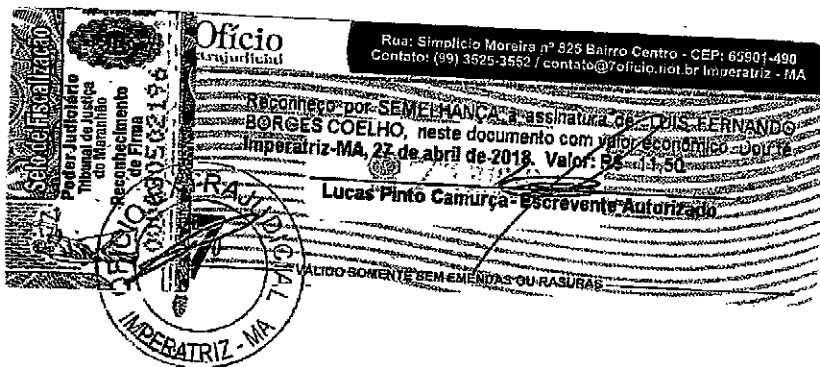 Selo de Fiscalização
Poder Judiciário
Tribunal de Justiça
do Maranhão
Reconhecimento
de Firma
Ofício
Extrajudicial
Rua: Simplício Moreira nº 825 Bairro Centro - CEP: 65901-490
Contato: (99) 3525-3552 / contato@7oficio.not.br Imperatriz - MA
Reconheço por SEMELHANÇA a assinatura de: LUIS FERNANDO
BORGES COELHO, neste documento com valor econômico. Dou fé.
Imperatriz-MA, 27 de abril de 2018. Valor: R$ 11,50
Lucas Pinto Camurça - Escrevente Autorizado
VÁLIDO SOMENTE SEM EMENDAS OU RASURAS
IMPERATRIZ - MA